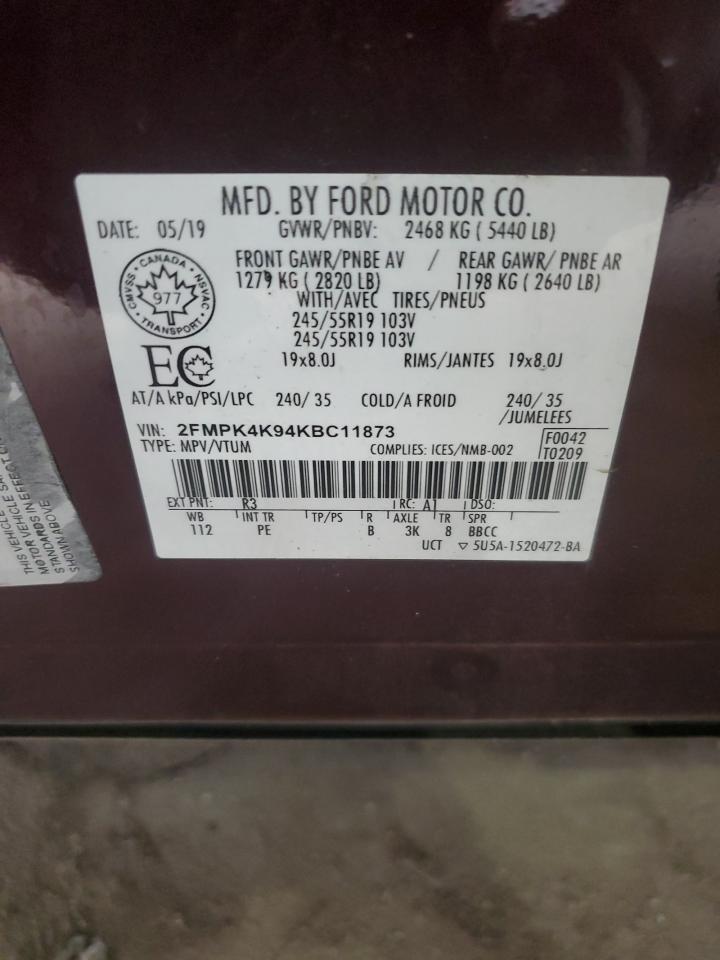 MFD. BY FORD MOTOR CO.
DATE: 05/19 GVWR/PNBV: 2468 KG ( 5440 LB)
FRONT GAWR/PNBE AV / REAR GAWR/ PNBE AR
1279 KG ( 2820 LB) 1198 KG ( 2640 LB)
WITH/AVEC TIRES/PNEUS
245/55R19 103V
245/55R19 103V
CMVSS - CANADA - NSVAC
977
TRANSPORT
EC
19x8.0J RIMS/JANTES 19x8.0J
AT/A kPa/PSI/LPC 240/ 35 COLD/A FROID 240/ 35
/JUMELEES
VIN: 2FMPK4K94KBC11873
TYPE: MPV/VTUM COMPLIES: ICES/NMB-002
F0042
T0209
EXT PNT: R3 RC: A1 DSO:
WB INT TR TP/PS R AXLE TR SPR
112 PE B 3K 8 BBCC
UCT ▽ 5U5A-1520472-BA
THIS VEHICLE
MOTOR VEHICLE
STANDARDS IN EFFECT
SHOWN ABOVE